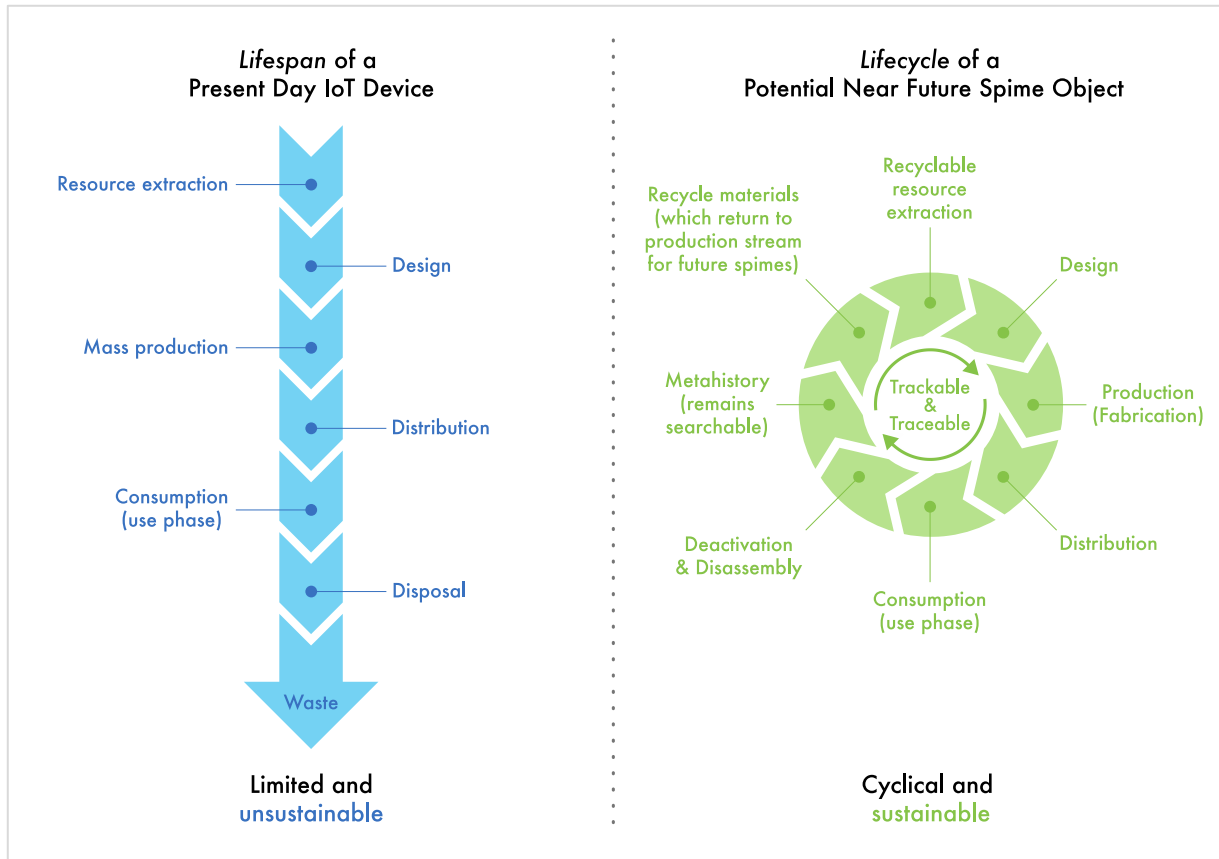 Lifespan of a
Present Day IoT Device
Resource extraction
Design
Mass production
Distribution
Consumption
(use phase)
Disposal
Waste
Limited and
unsustainable
Lifecycle of a
Potential Near Future Spime Object
Recyclable
resource
extraction
Design
Production
(Fabrication)
Distribution
Consumption
(use phase)
Deactivation
& Disassembly
Metahistory
(remains
searchable)
Recycle materials
(which return to
production stream
for future spimes)
Trackable
&
Traceable
Cyclical and
sustainable